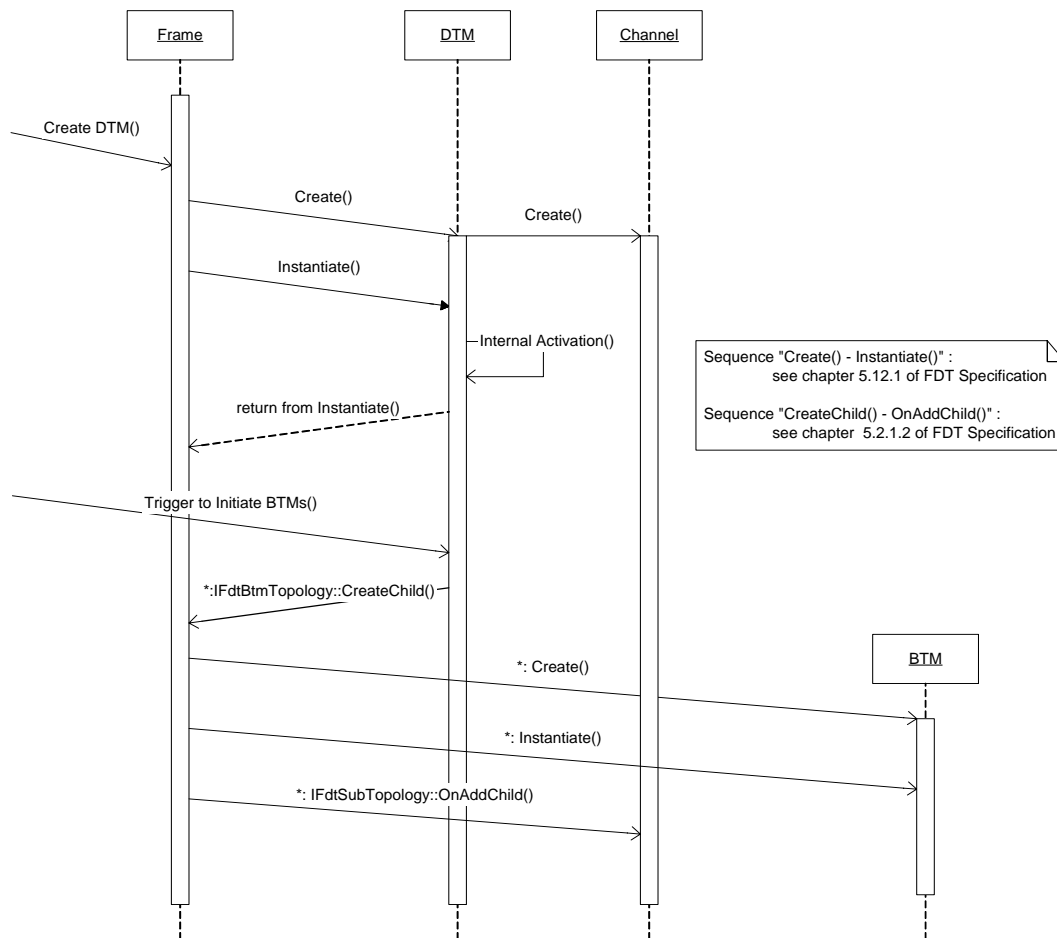 Frame
DTM
Channel
Create DTM()
Create()
Create()
Instantiate()
Internal Activation()
Sequence "Create() - Instantiate()" :
see chapter 5.12.1 of FDT Specification
Sequence "CreateChild() - OnAddChild()" :
see chapter  5.2.1.2 of FDT Specification
return from Instantiate()
Trigger to Initiate BTMs()
*:IFdtBtmTopology::CreateChild()
BTM
*: Create()
*: Instantiate()
*: IFdtSubTopology::OnAddChild()